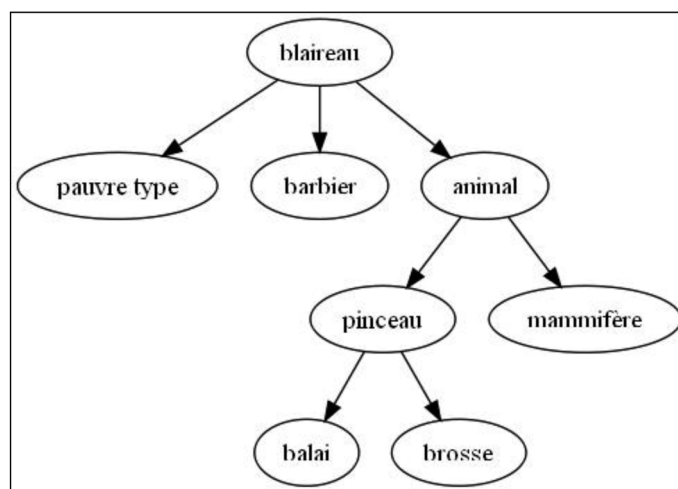 blaireau
pauvre type
barbier
animal
pinceau
mammifère
balai
brosse